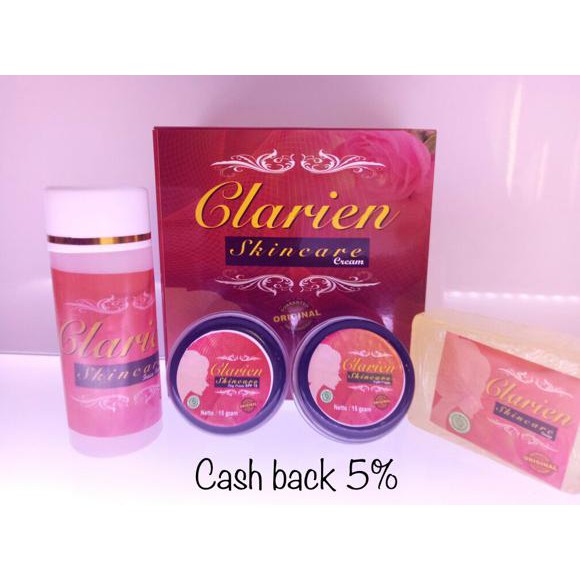 Clarien
Skincare
Cream
GUARANTEED
ORIGINAL
Clarien
Skincare
Clarien
Skincare
Netto : 15 gram
Clarien
Skincare
Netto : 15 gram
Clarien
Skincare
ORIGINAL
Cash back 5%